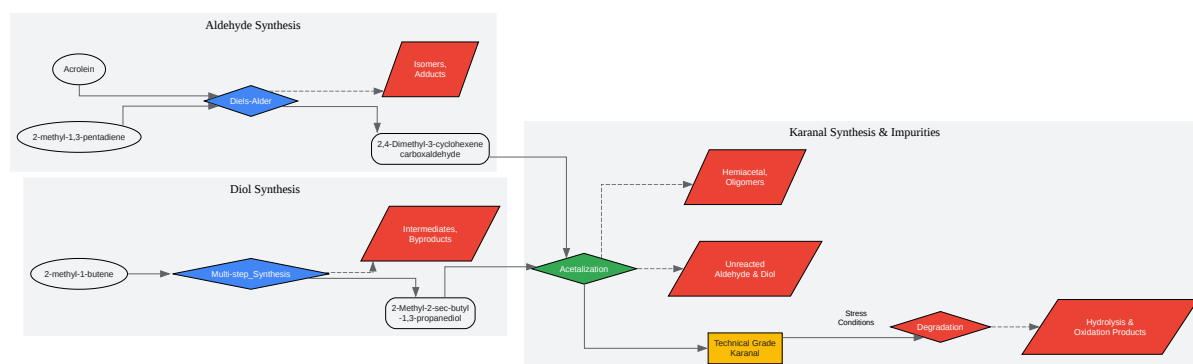 Aldehyde Synthesis
Acrolein
Isomers,
Adducts
Diels-Alder
2-methyl-1,3-pentadiene
2,4-Dimethyl-3-cyclohexene
carboxaldehyde
Diol Synthesis
Intermediates,
Byproducts
2-methyl-1-butene
Multi-step_Synthesis
2-Methyl-2-sec-butyl
-1,3-propanediol
Karanal Synthesis & Impurities
Hemiacetal,
Oligomers
Acetalization
Unreacted
Aldehyde & Diol
Technical Grade
Karanal
Stress
Conditions
Degradation
Hydrolysis &
Oxidation Products